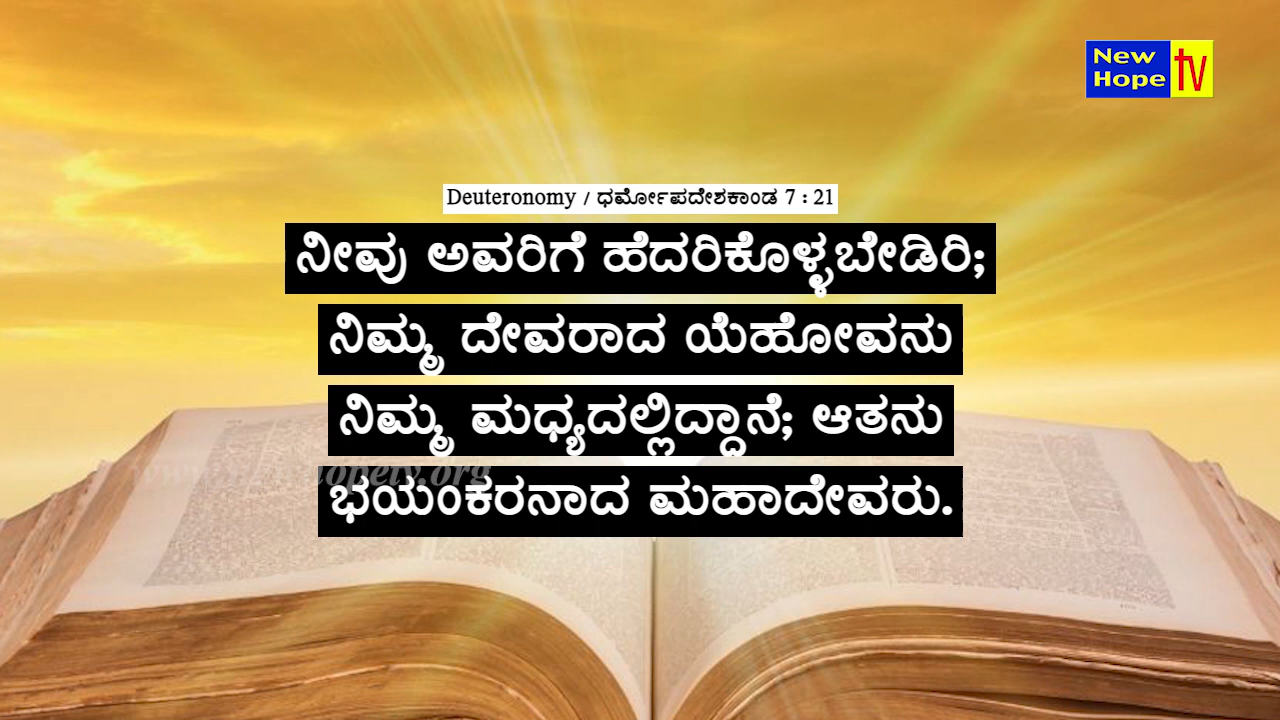 New
Hope
TV
Deuteronomy / ಧರ್ಮೋಪದೇಶಕಾಂಡ 7 : 21
ನೀವು ಅವರಿಗೆ ಹೆದರಿಕೊಳ್ಳಬೇಡಿರಿ;
ನಿಮ್ಮ ದೇವರಾದ ಯೆಹೋವನು
ನಿಮ್ಮ ಮಧ್ಯದಲ್ಲಿದ್ದಾನೆ; ಆತನು
ಭಯಂಕರನಾದ ಮಹಾದೇವರು.